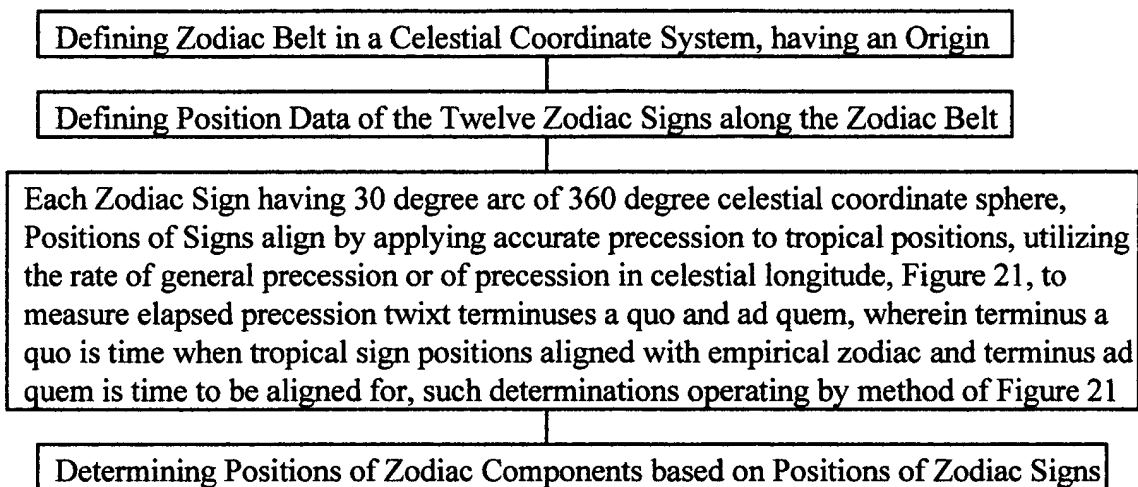 Defining Zodiac Belt in a Celestial Coordinate System, having an Origin
Defining Position Data of the Twelve Zodiac Signs along the Zodiac Belt
Each Zodiac Sign having 30 degree arc of 360 degree celestial coordinate sphere,
Positions of Signs align by applying accurate precession to tropical positions, utilizing
the rate of general precession or of precession in celestial longitude, Figure 21, to
measure elapsed precession twixt terminuses a quo and ad quem, wherein terminus a
quo is time when tropical sign positions aligned with empirical zodiac and terminus ad
quem is time to be aligned for, such determinations operating by method of Figure 21
Determining Positions of Zodiac Components based on Positions of Zodiac Signs